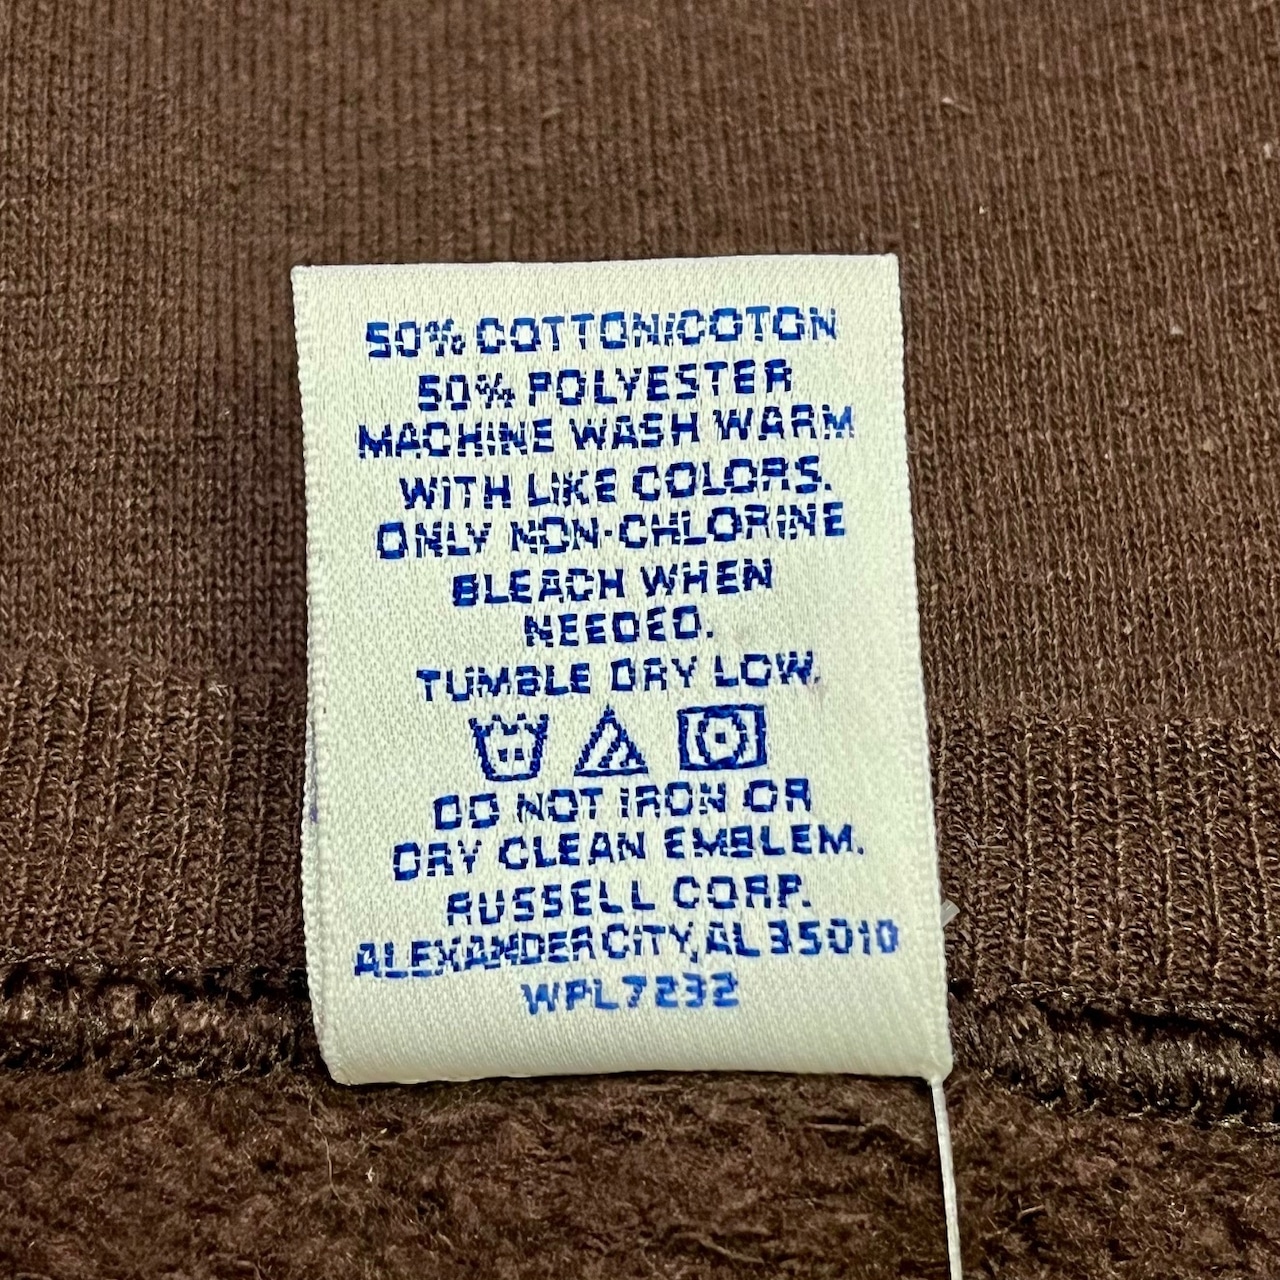 50% COTTON/COTON
50% POLYESTER
MACHINE WASH WARM
WITH LIKE COLORS.
ONLY NON-CHLORINE
BLEACH WHEN
NEEDED.
TUMBLE DRY LOW.
DO NOT IRON OR
DRY CLEAN EMBLEM.
RUSSELL CORP.
ALEXANDER CITY, AL 35010
WPL7232